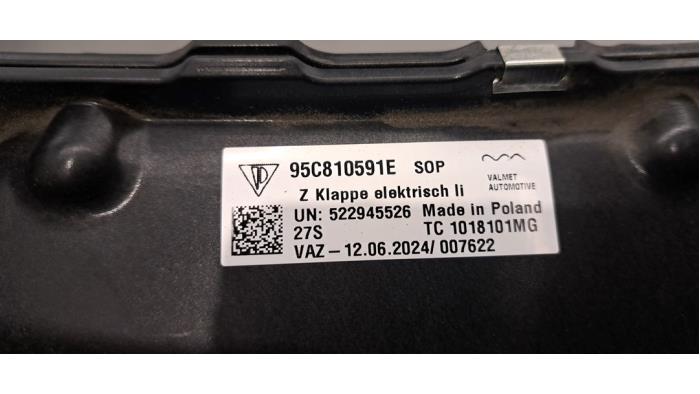 95C810591E SOP
VALMET
AUTOMOTIVE
Z Klappe elektrisch li
UN: 522945526 Made in Poland
27S TC 1018101MG
VAZ – 12.06.2024/ 007622